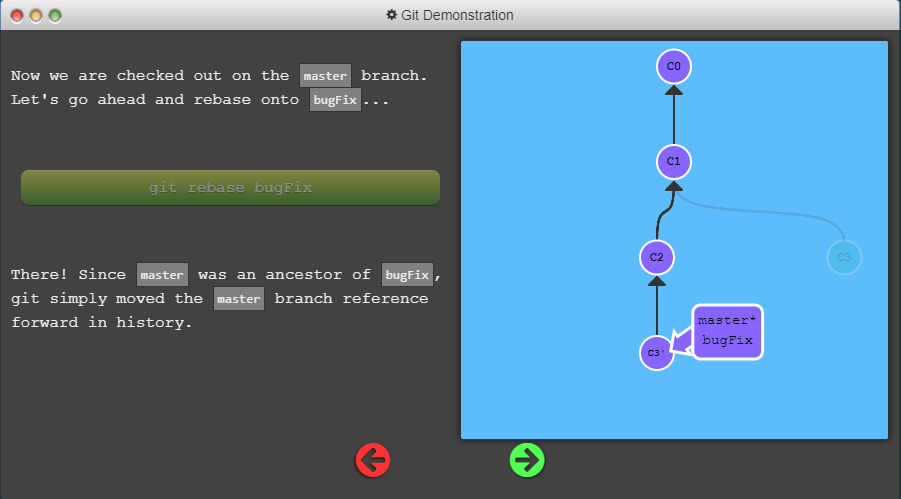 Git Demonstration
Now we are checked out on the master branch.
Let's go ahead and rebase onto bugFix...
git rebase bugFix
There! Since master was an ancestor of bugFix,
git simply moved the master branch reference
forward in history.
C0
C1
C2
C3
C3'
master*
bugFix